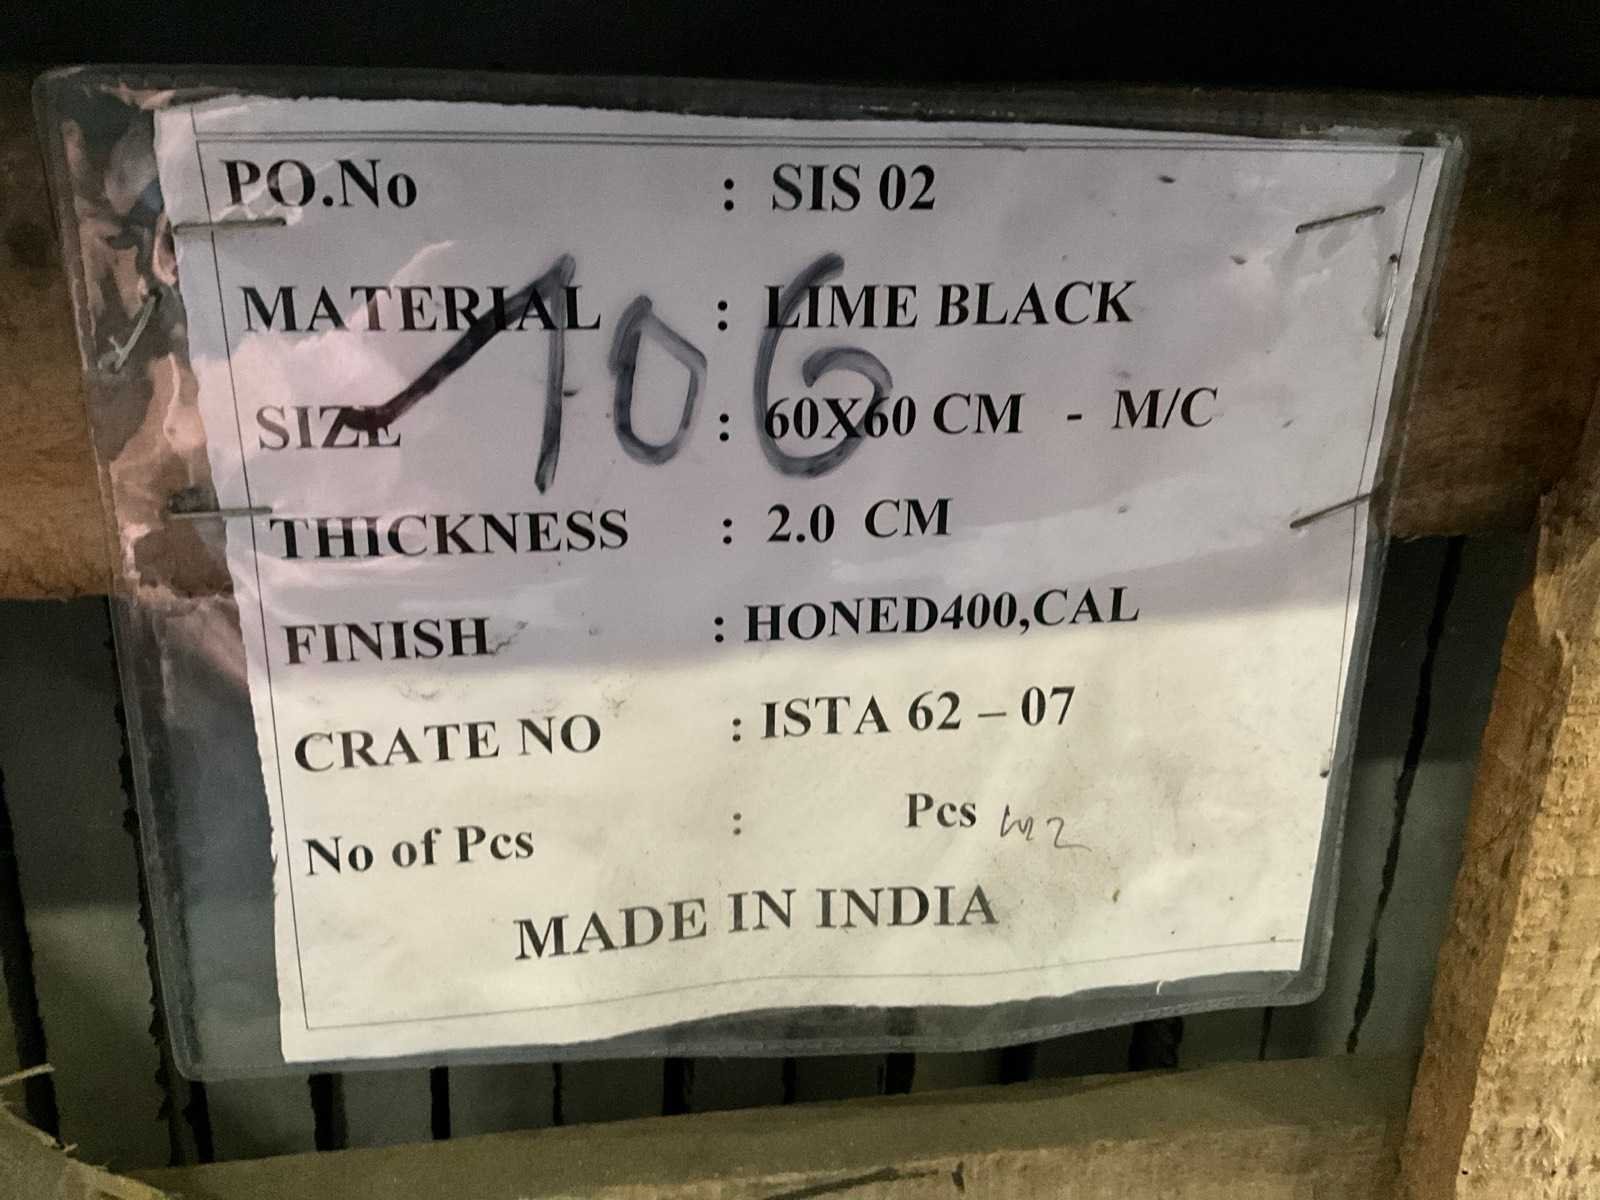 PO.No : SIS 02
MATERIAL : LIME BLACK
106
SIZE : 60X60 CM - M/C
THICKNESS : 2.0 CM
FINISH : HONED400,CAL
CRATE NO : ISTA 62 – 07
No of Pcs : Pcs
MADE IN INDIA